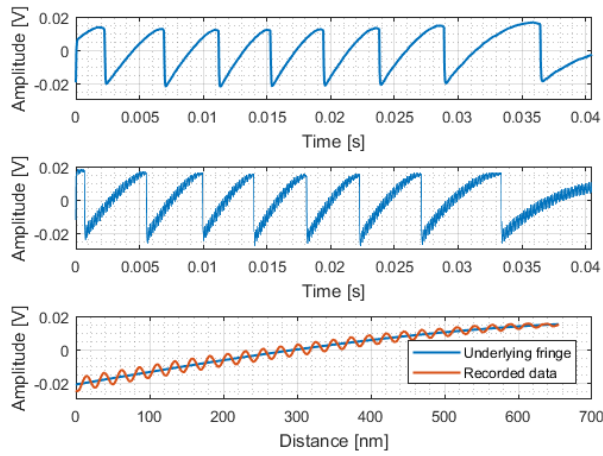 Amplitude [V]
0.02
0
-0.02
0 0.005 0.01 0.015 0.02 0.025 0.03 0.035 0.04
Time [s]
Amplitude [V]
0.02
0
-0.02
0 0.005 0.01 0.015 0.02 0.025 0.03 0.035 0.04
Time [s]
Amplitude [V]
0.02
0
-0.02
Underlying fringe
Recorded data
0 100 200 300 400 500 600 700
Distance [nm]